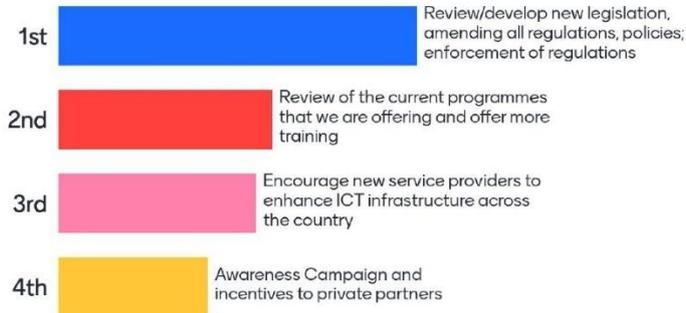 1st
Review/develop new legislation,
amending all regulations, policies;
enforcement of regulations
2nd
Review of the current programmes
that we are offering and offer more
training
3rd
Encourage new service providers to
enhance ICT infrastructure across
the country
4th
Awareness Campaign and
incentives to private partners